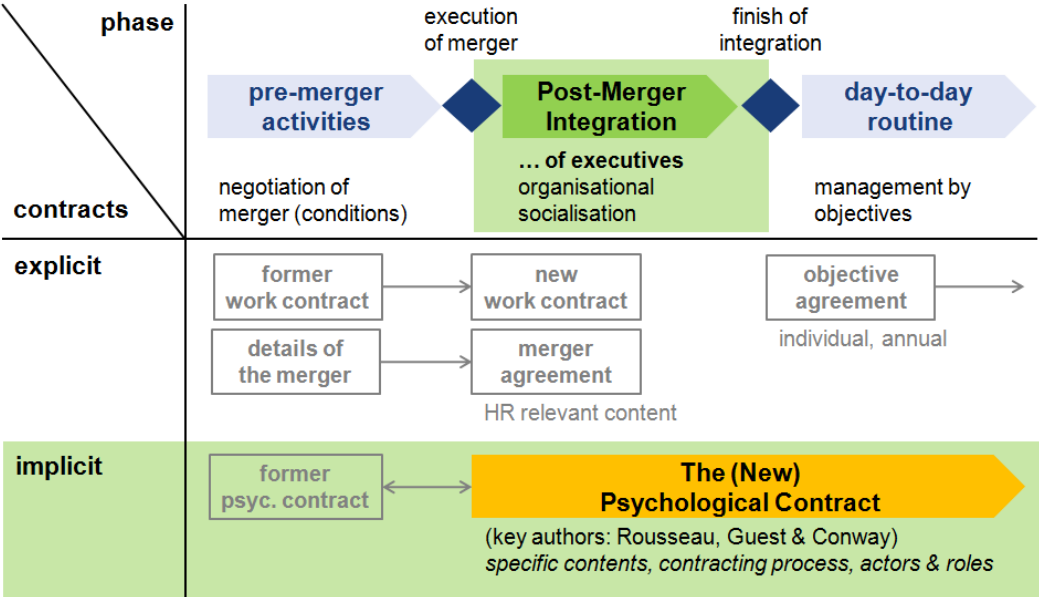 phase
contracts
execution
of merger
finish of
integration
pre-merger
activities
Post-Merger
Integration
day-to-day
routine
negotiation of
merger (conditions)
... of executives
organisational
socialisation
management by
objectives
explicit
former
work contract
new
work contract
objective
agreement
individual, annual
details of
the merger
merger
agreement
HR relevant content
implicit
former
psyc. contract
The (New)
Psychological Contract
(key authors: Rousseau, Guest & Conway)
specific contents, contracting process, actors & roles